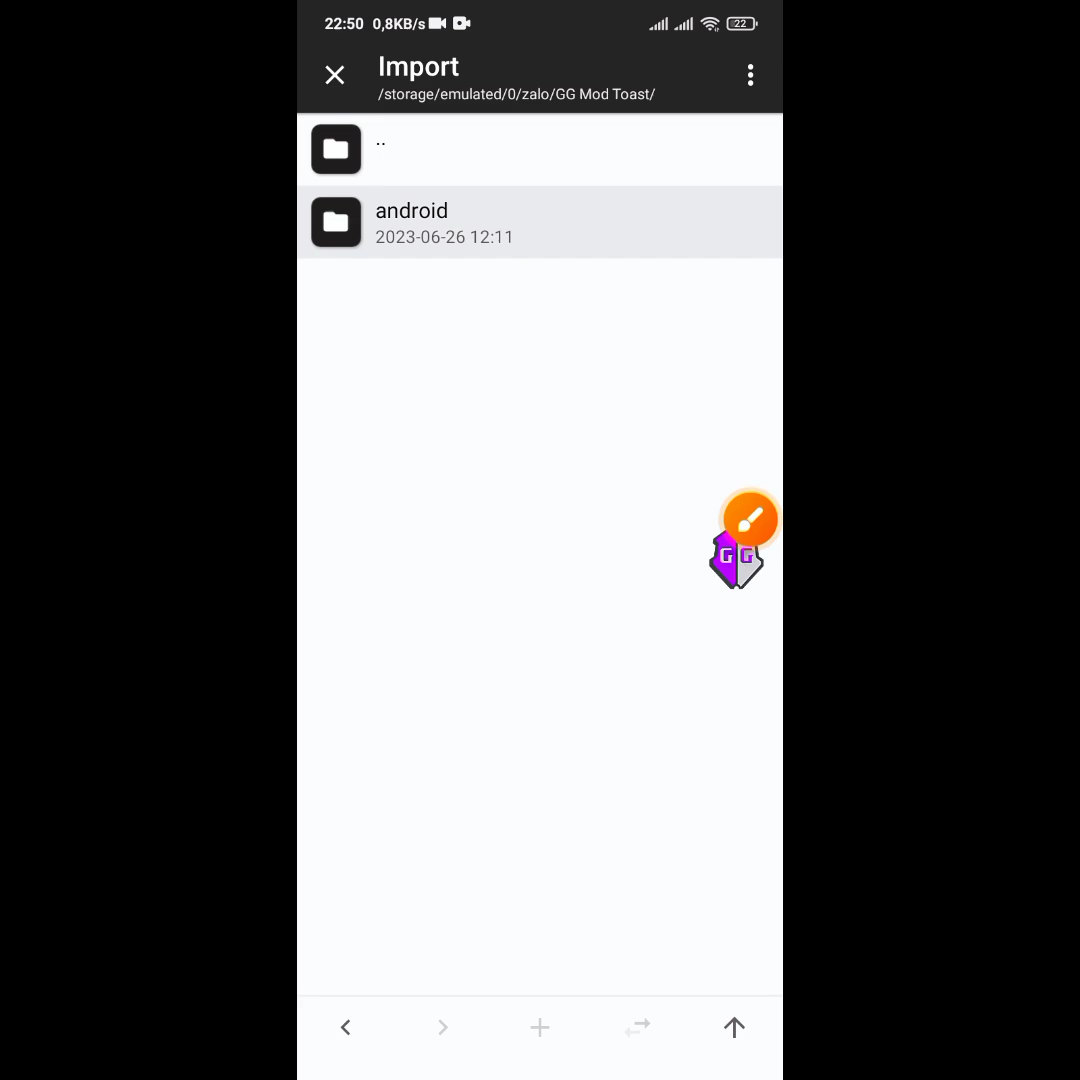 22:50 0,8KB/s 22
Import
/storage/emulated/0/zalo/GG Mod Toast/
..
android
2023-06-26 12:11
GG